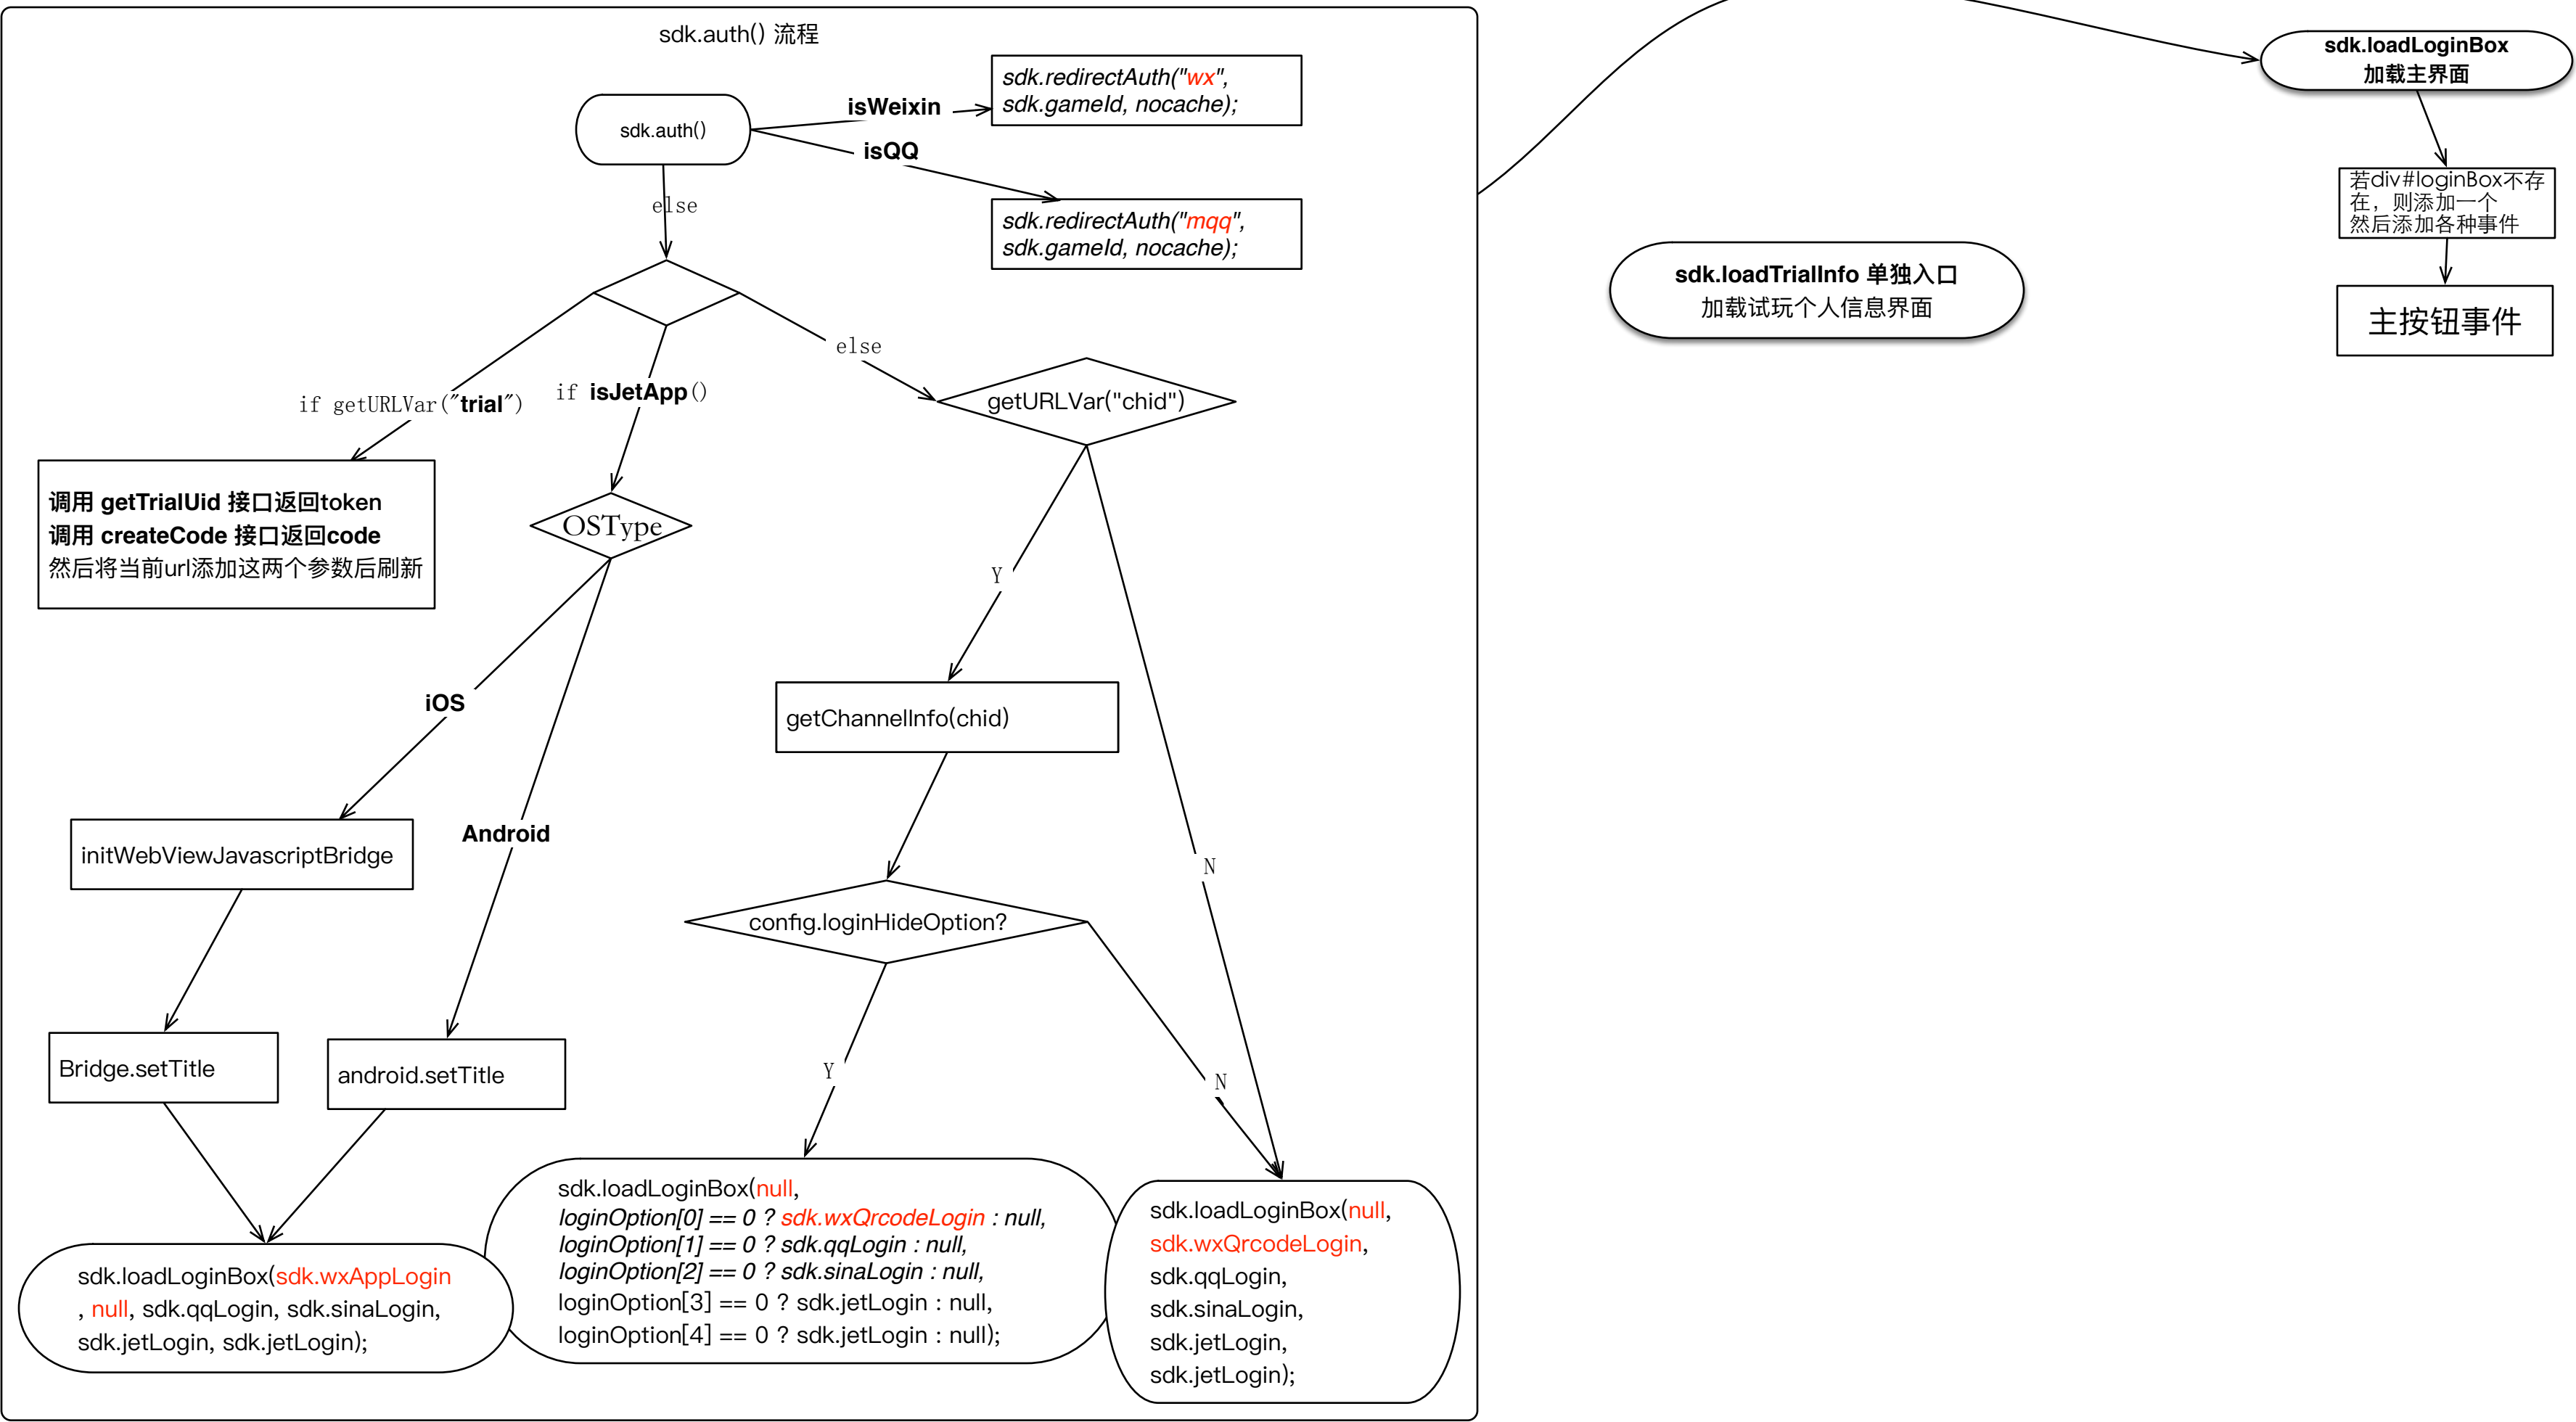 sdk.auth() 流程
sdk.auth()
isWeixin
sdk.redirectAuth("wx",
sdk.gameId, nocache);
isQQ
sdk.redirectAuth("mqq",
sdk.gameId, nocache);
else
if getURLVar("trial")
if isJetApp()
else
getURLVar("chid")
调用 getTrialUid 接口返回token
调用 createCode 接口返回code
然后将当前url添加这两个参数后刷新
OSType
Y
iOS
getChannelInfo(chid)
Android
initWebViewJavascriptBridge
N
config.loginHideOption?
Bridge.setTitle
android.setTitle
Y
N
sdk.loadLoginBox(sdk.wxAppLogin
, null, sdk.qqLogin, sdk.sinaLogin,
sdk.jetLogin, sdk.jetLogin);
sdk.loadLoginBox(null,
loginOption[0] == 0 ? sdk.wxQrcodeLogin : null,
loginOption[1] == 0 ? sdk.qqLogin : null,
loginOption[2] == 0 ? sdk.sinaLogin : null,
loginOption[3] == 0 ? sdk.jetLogin : null,
loginOption[4] == 0 ? sdk.jetLogin : null);
sdk.loadLoginBox(null,
sdk.wxQrcodeLogin,
sdk.qqLogin,
sdk.sinaLogin,
sdk.jetLogin,
sdk.jetLogin);
sdk.loadTrialInfo 单独入口
加载试玩个人信息界面
sdk.loadLoginBox
加载主界面
若div#loginBox不存
在，则添加一个
然后添加各种事件
主按钮事件